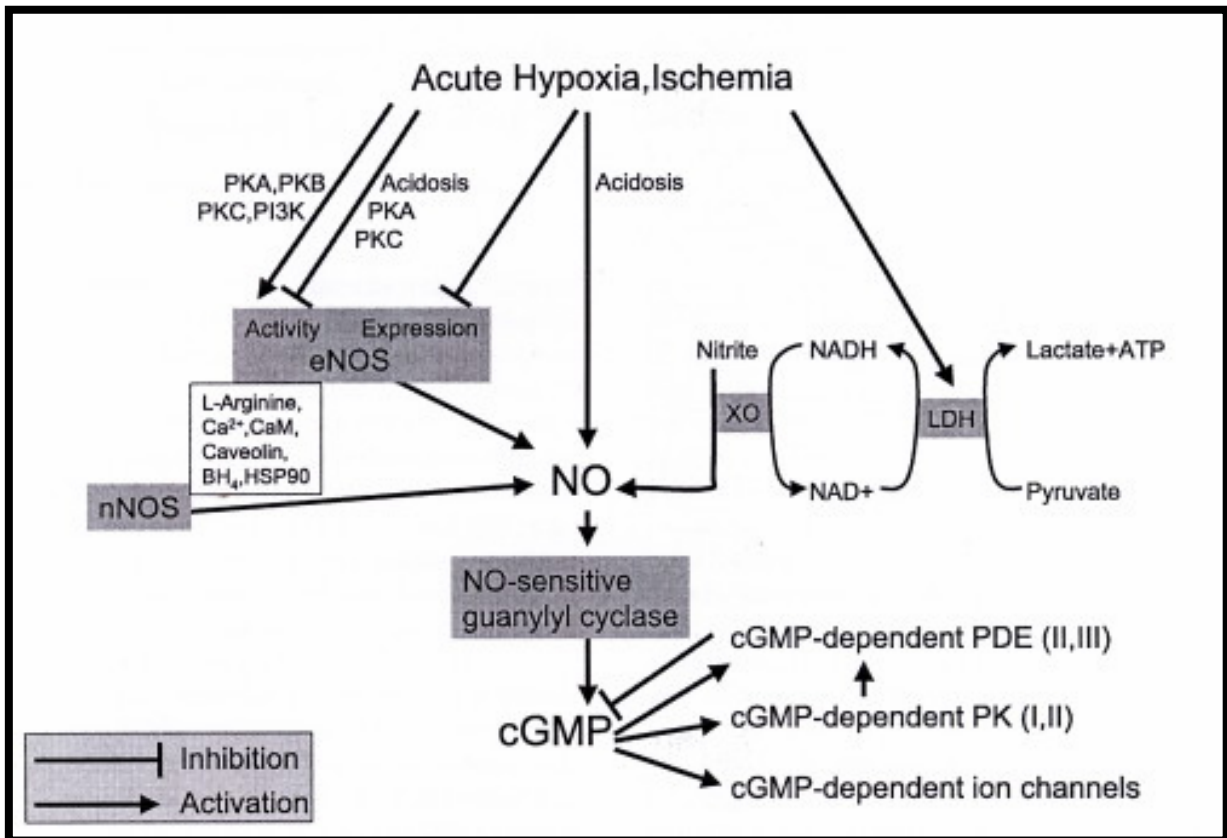 Acute Hypoxia,Ischemia
PKA,PKB
PKC,PI3K
Acidosis
PKA
PKC
Acidosis
Activity Expression
eNOS
L-Arginine,
Ca²⁺,CaM,
Caveolin,
BH₄,HSP90
nNOS
NO
Nitrite
XO
NADH
NAD+
LDH
Lactate+ATP
Pyruvate
NO-sensitive
guanylyl cyclase
cGMP
cGMP-dependent PDE (II,III)
cGMP-dependent PK (I,II)
cGMP-dependent ion channels
Inhibition
Activation